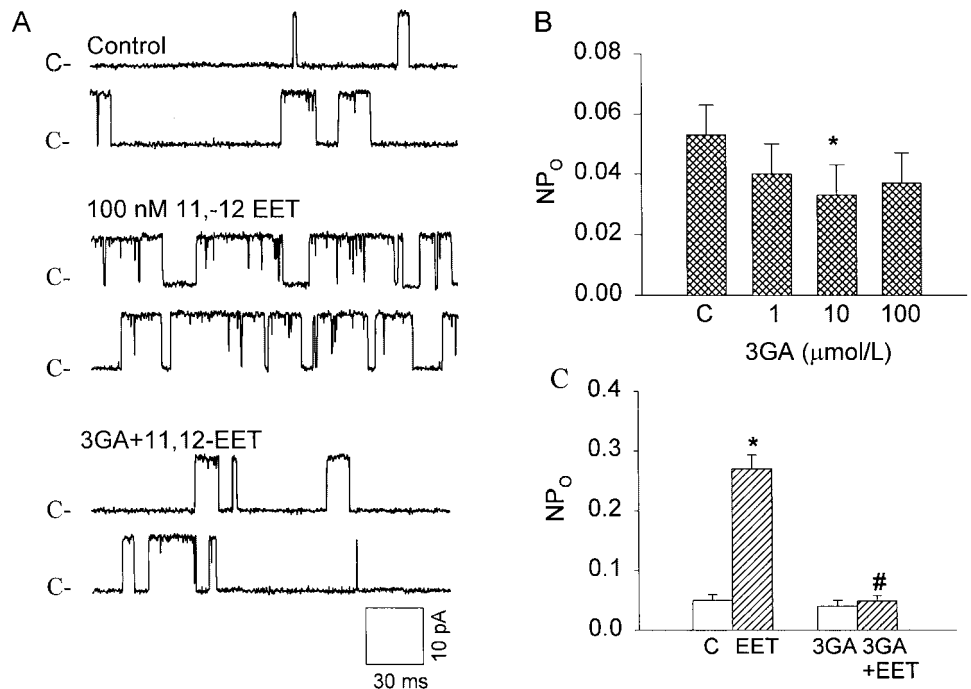 A
Control
C-
C-
100 nM 11,-12 EET
C-
C-
3GA+11,12-EET
C-
C-
10 pA
30 ms
B
0.08
0.06
0.04
0.02
0.00
NPO
*
C 1 10 100
3GA (μmol/L)
C
0.4
0.3
0.2
0.1
0.0
NPO
*
#
C EET 3GA 3GA
+EET